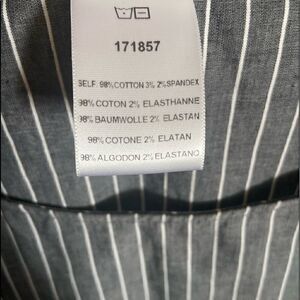 171857
SELF: 98%COTTON 3% 2%SPANDEX
98% COTON 2% ELASTHANNE
98% BAUMWOLLE 2% ELASTAN
98% COTONE 2% ELATAN
98% ALGODON 2% ELASTANO